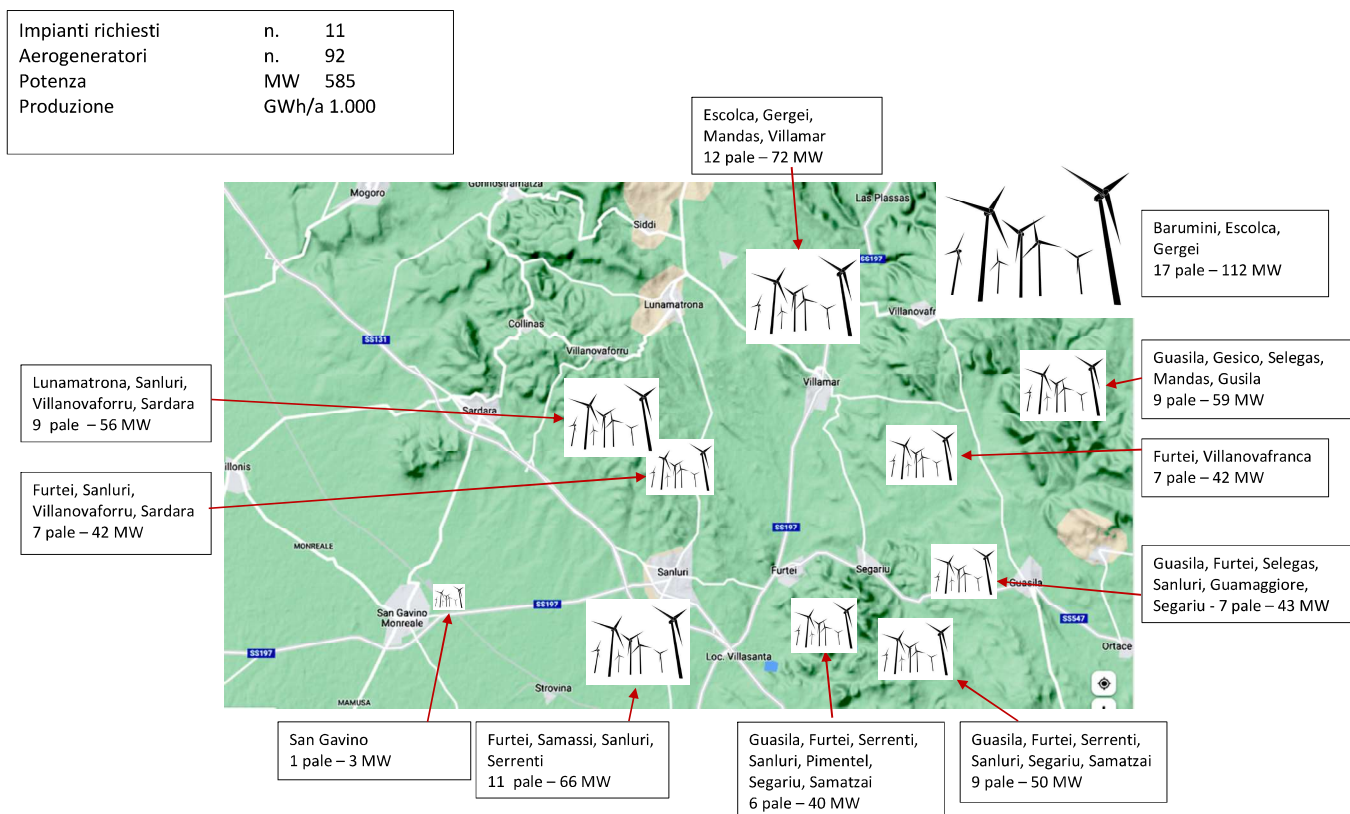 Impianti richiesti n. 11
Aerogeneratori n. 92
Potenza MW 585
Produzione GWh/a 1.000
Escolca, Gergei,
Mandas, Villamar
12 pale – 72 MW
Barumini, Escolca,
Gergei
17 pale – 112 MW
Guasila, Gesico, Selegas,
Mandas, Gusila
9 pale – 59 MW
Furtei, Villanovafranca
7 pale – 42 MW
Guasila, Furtei, Selegas,
Sanluri, Guamaggiore,
Segariu - 7 pale – 43 MW
Lunamatrona, Sanluri,
Villanovaforru, Sardara
9 pale – 56 MW
Furtei, Sanluri,
Villanovaforru, Sardara
7 pale – 42 MW
Mogoro
Gonnostramatza
Siddi
Las Plassas
SS197
Lunamatrona
Villanovafr
Collinas
SS131
Villanovaforru
Villamar
Sardara
illonis
SS197
MONREALE
Sanluri
Furtei
Segariu
Guasila
San Gavino
Monreale
SS197
SS547
SS197
Loc. Villasanta
Ortace
Strovina
MAMUSA
San Gavino
1 pale – 3 MW
Furtei, Samassi, Sanluri,
Serrenti
11 pale – 66 MW
Guasila, Furtei, Serrenti,
Sanluri, Pimentel,
Segariu, Samatzai
6 pale – 40 MW
Guasila, Furtei, Serrenti,
Sanluri, Segariu, Samatzai
9 pale – 50 MW